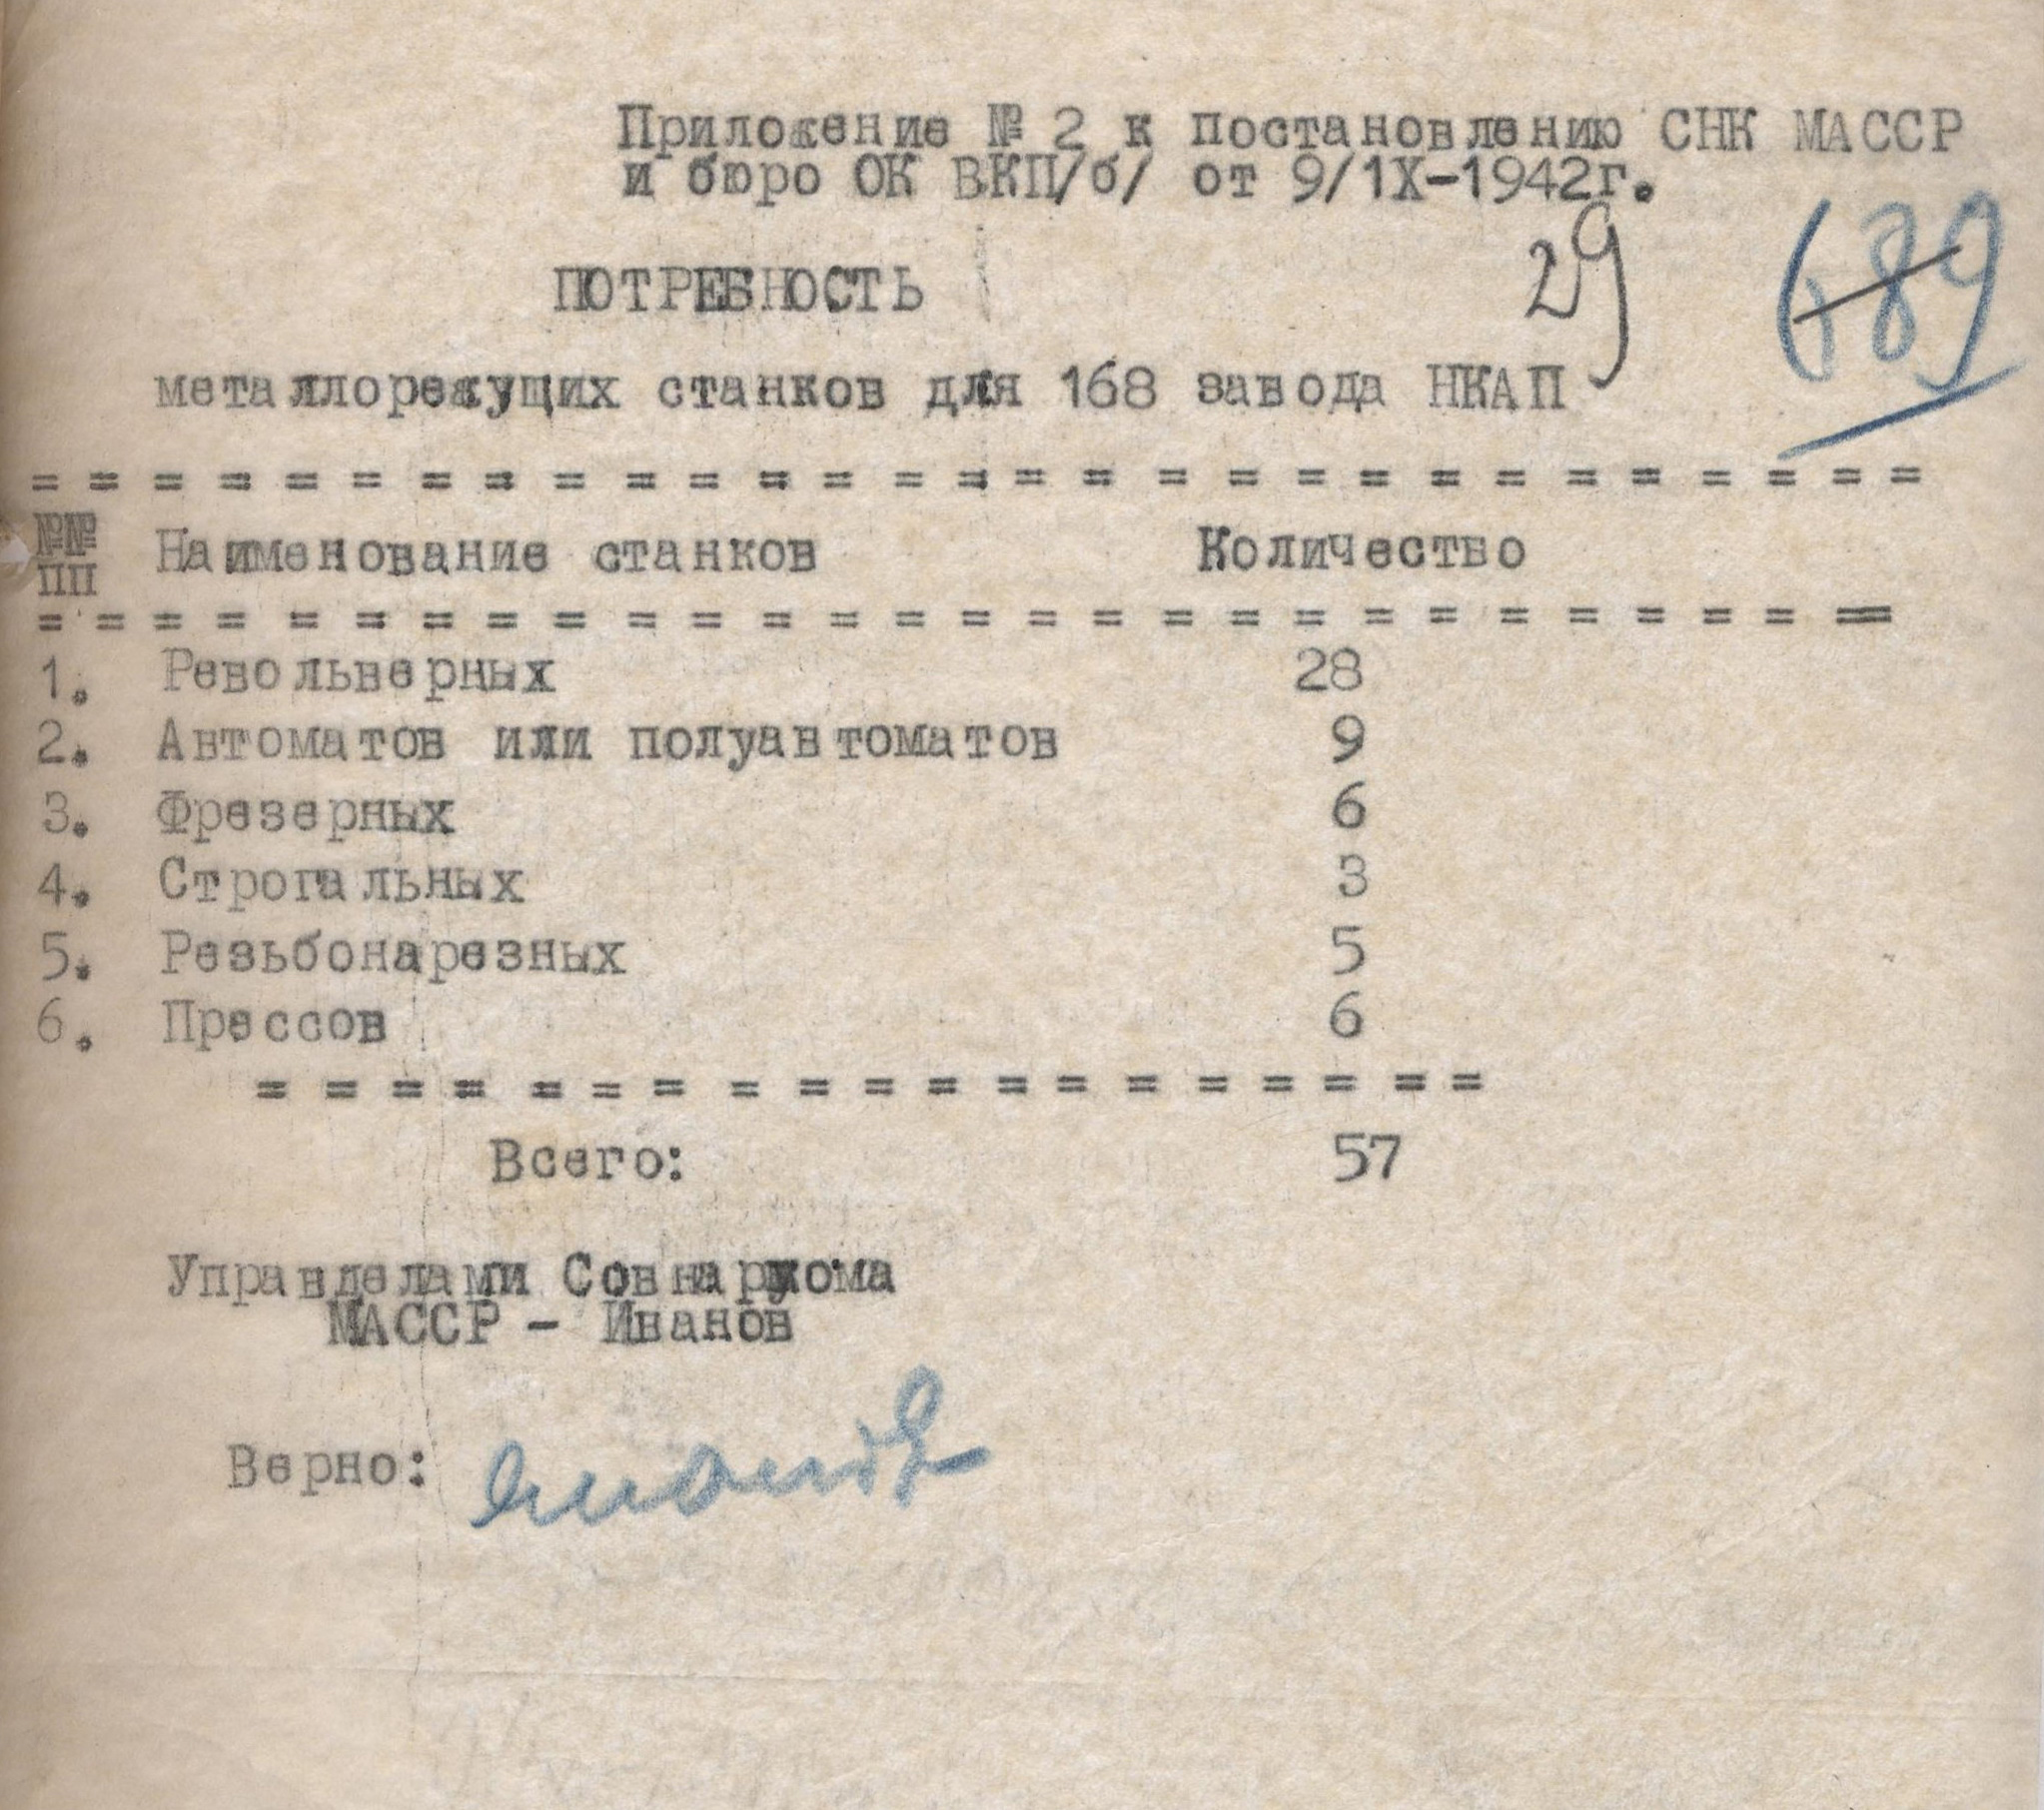 Приложение № 2 к постановлению СНК МАССР
и бюро ОК ВКП/б/ от 9/1Х-1942г.
29
689
ПОТРЕБНОСТЬ
металлорежущих станков для 168 завода НКАП
= = = = = = = = = = = = = = = = = = = = = = = = = = = = =
№№ пп Наименование станков Количество
= = = = = = = = = = = = = = = = = = = = = = = = = = = =
1. Револьверных 28
2. Автоматов или полуавтоматов 9
3. Фрезерных 6
4. Строгальных 3
5. Резьбонарезных 5
6. Прессов 6
= = = = = = = = = = = = = = = = = = =
Всего: 57
Управделами Совнаркома
МАССР - Иванов
Верно: